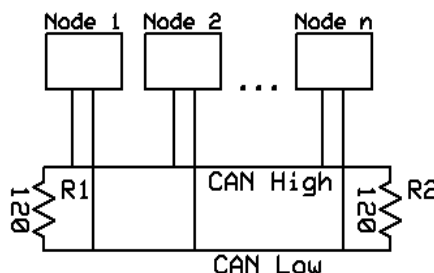 Node 1 Node 2 Node n
...
R1 CAN High R2
120 120
CAN Low